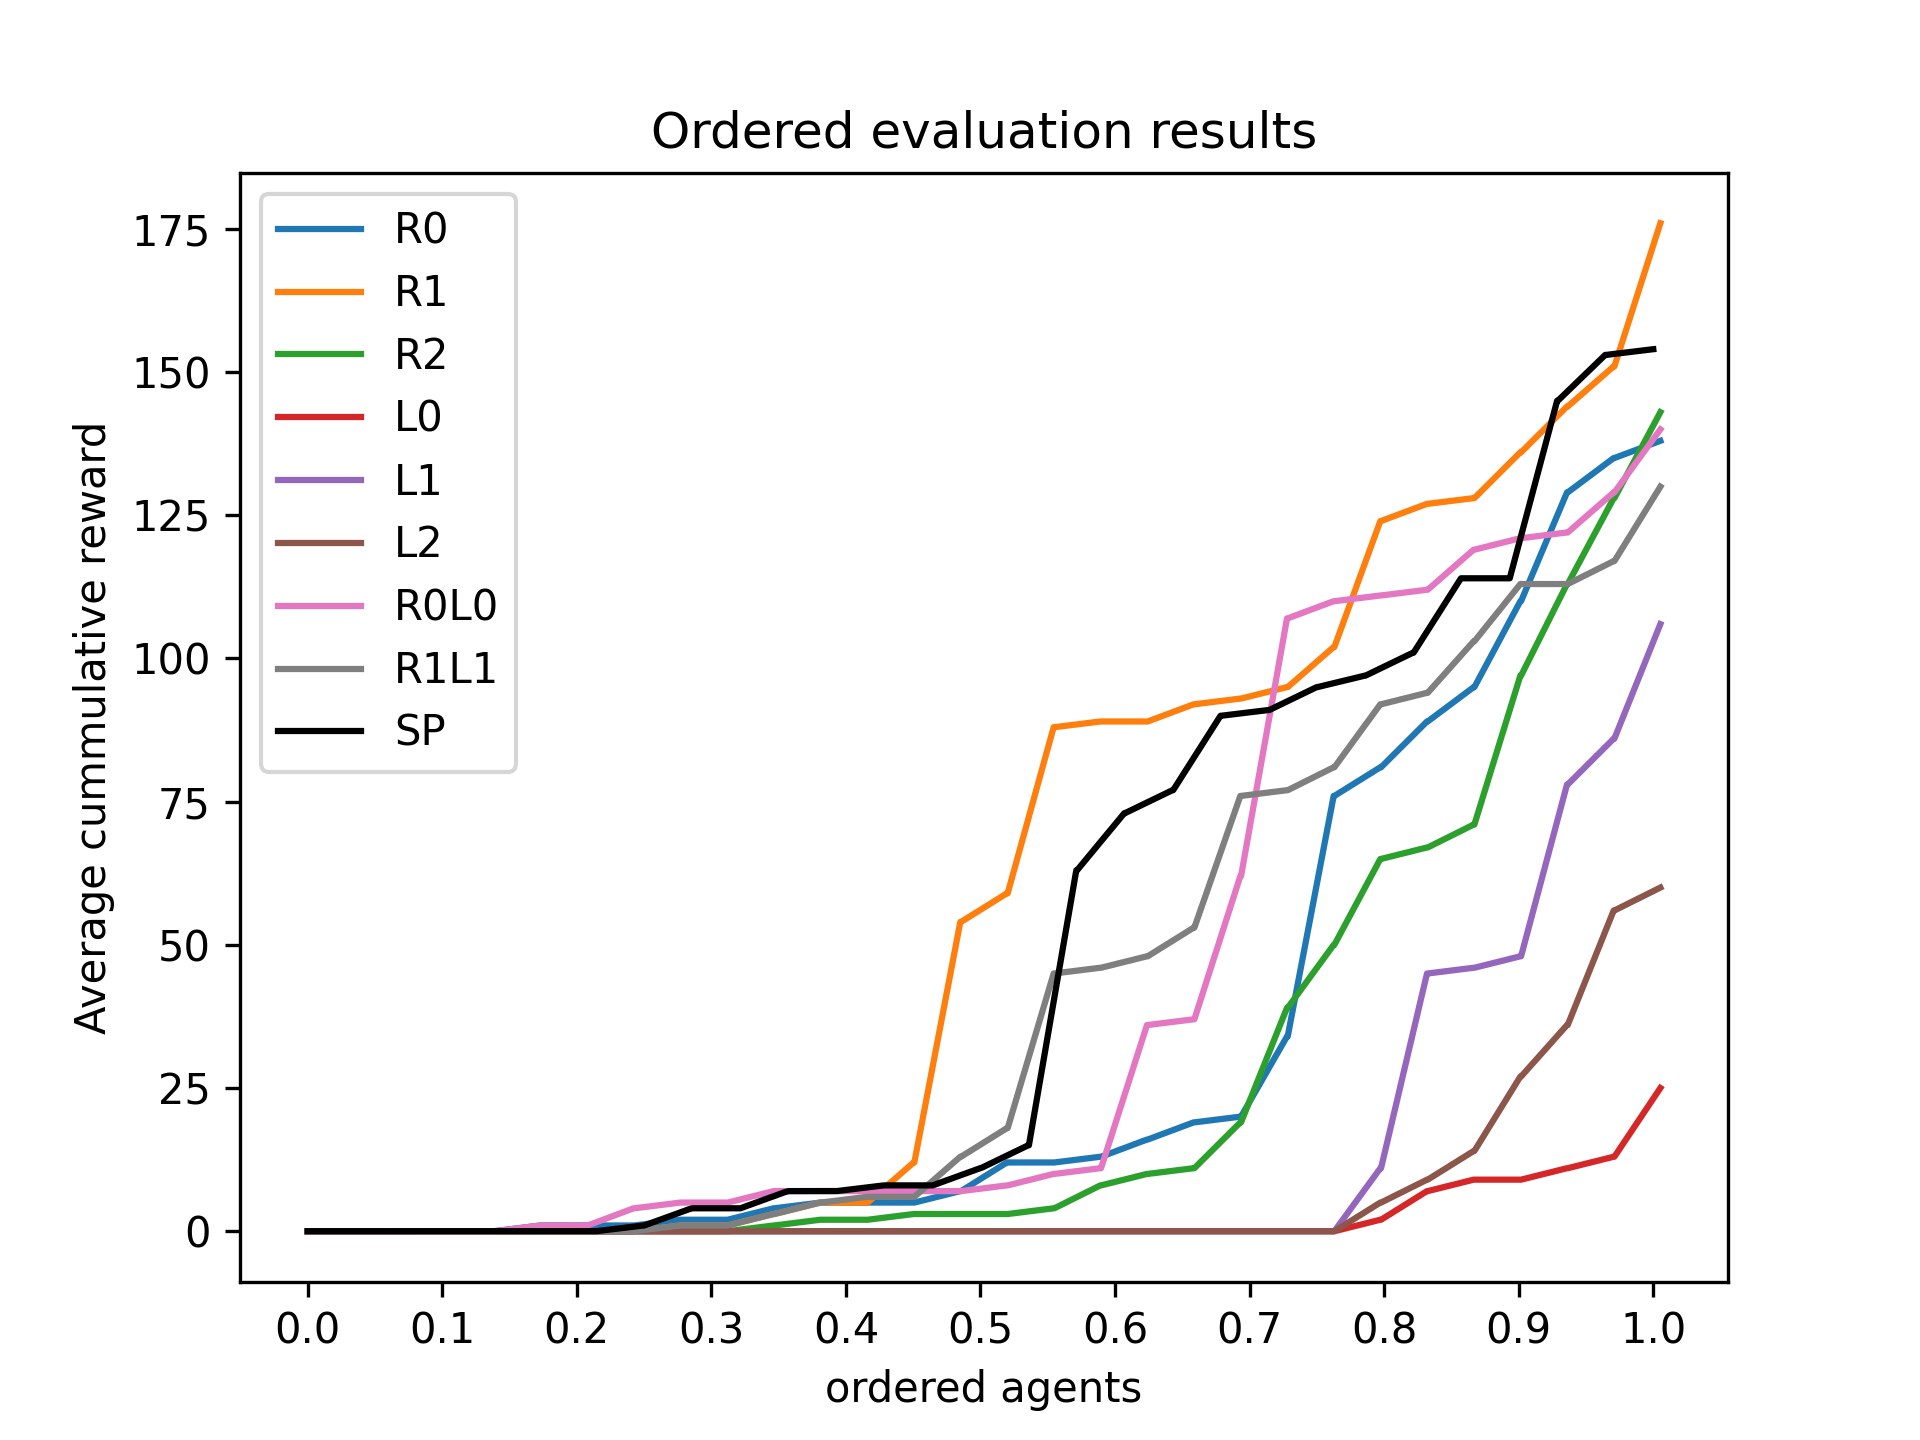 Ordered evaluation results
Average cummulative reward
175
150
125
100
75
50
25
0
R0
R1
R2
L0
L1
L2
R0L0
R1L1
SP
0.0 0.1 0.2 0.3 0.4 0.5 0.6 0.7 0.8 0.9 1.0
ordered agents